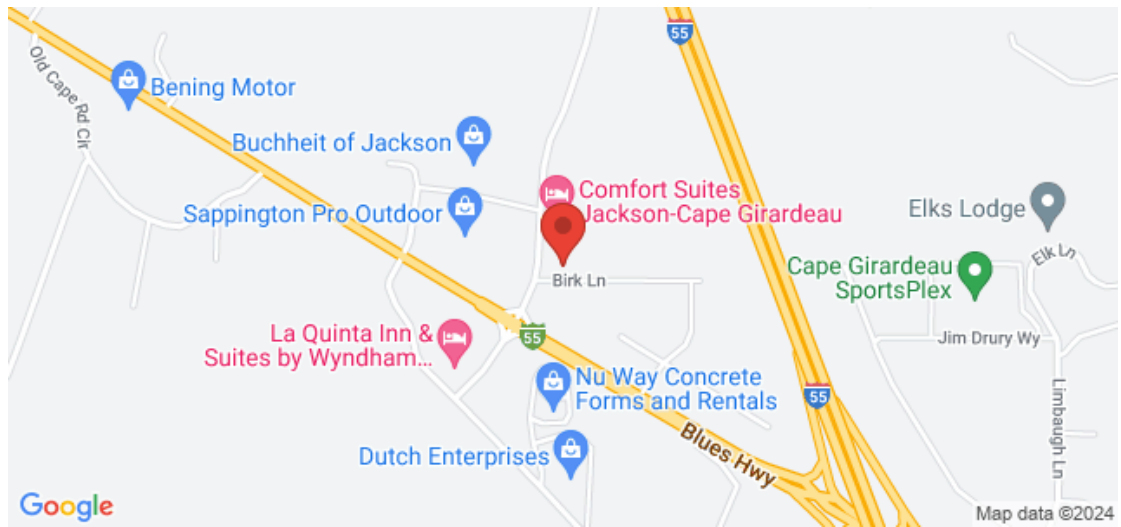 55
Old Cape Rd Cir
Bening Motor
Buchheit of Jackson
Comfort Suites
Jackson-Cape Girardeau
Sappington Pro Outdoor
Elks Lodge
Elk Ln
Cape Girardeau
SportsPlex
Birk Ln
La Quinta Inn &
Suites by Wyndham...
55
Jim Drury Wy
Nu Way Concrete
Forms and Rentals
55
Limbaugh Ln
Blues Hwy
Dutch Enterprises
Google
Map data ©2024